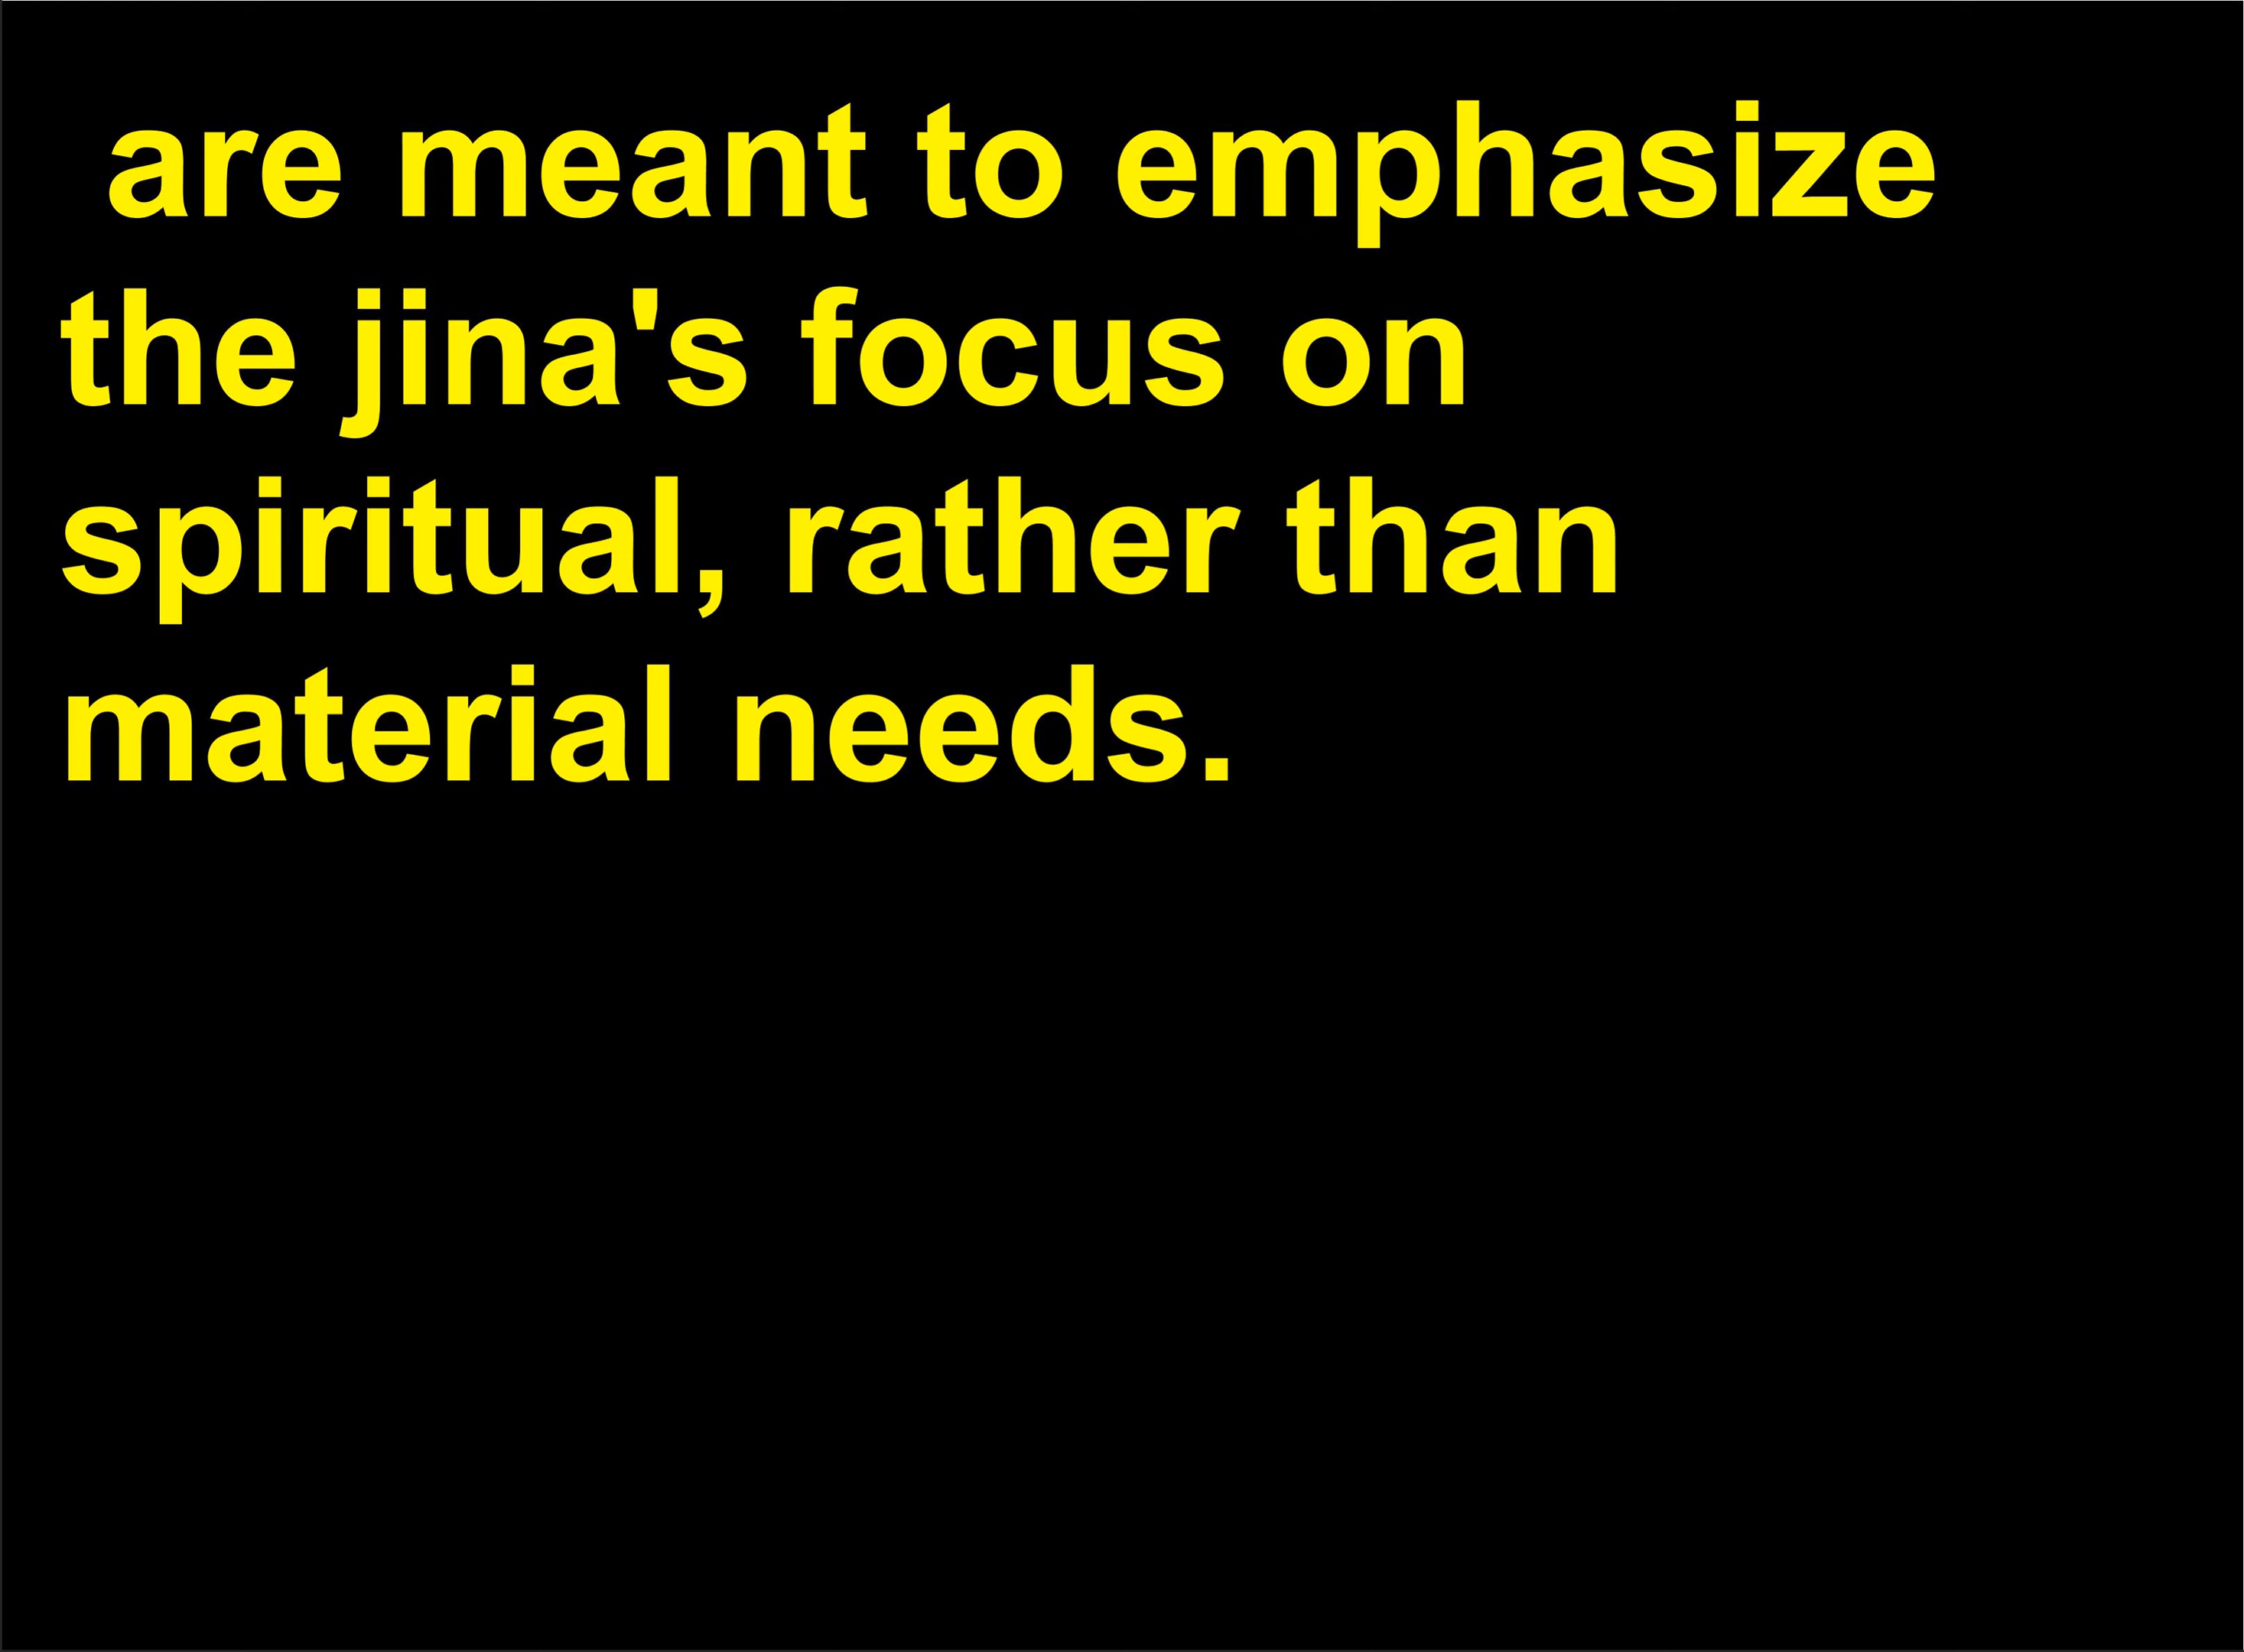 are meant to emphasize
the jina's focus on
spiritual, rather than
material needs.